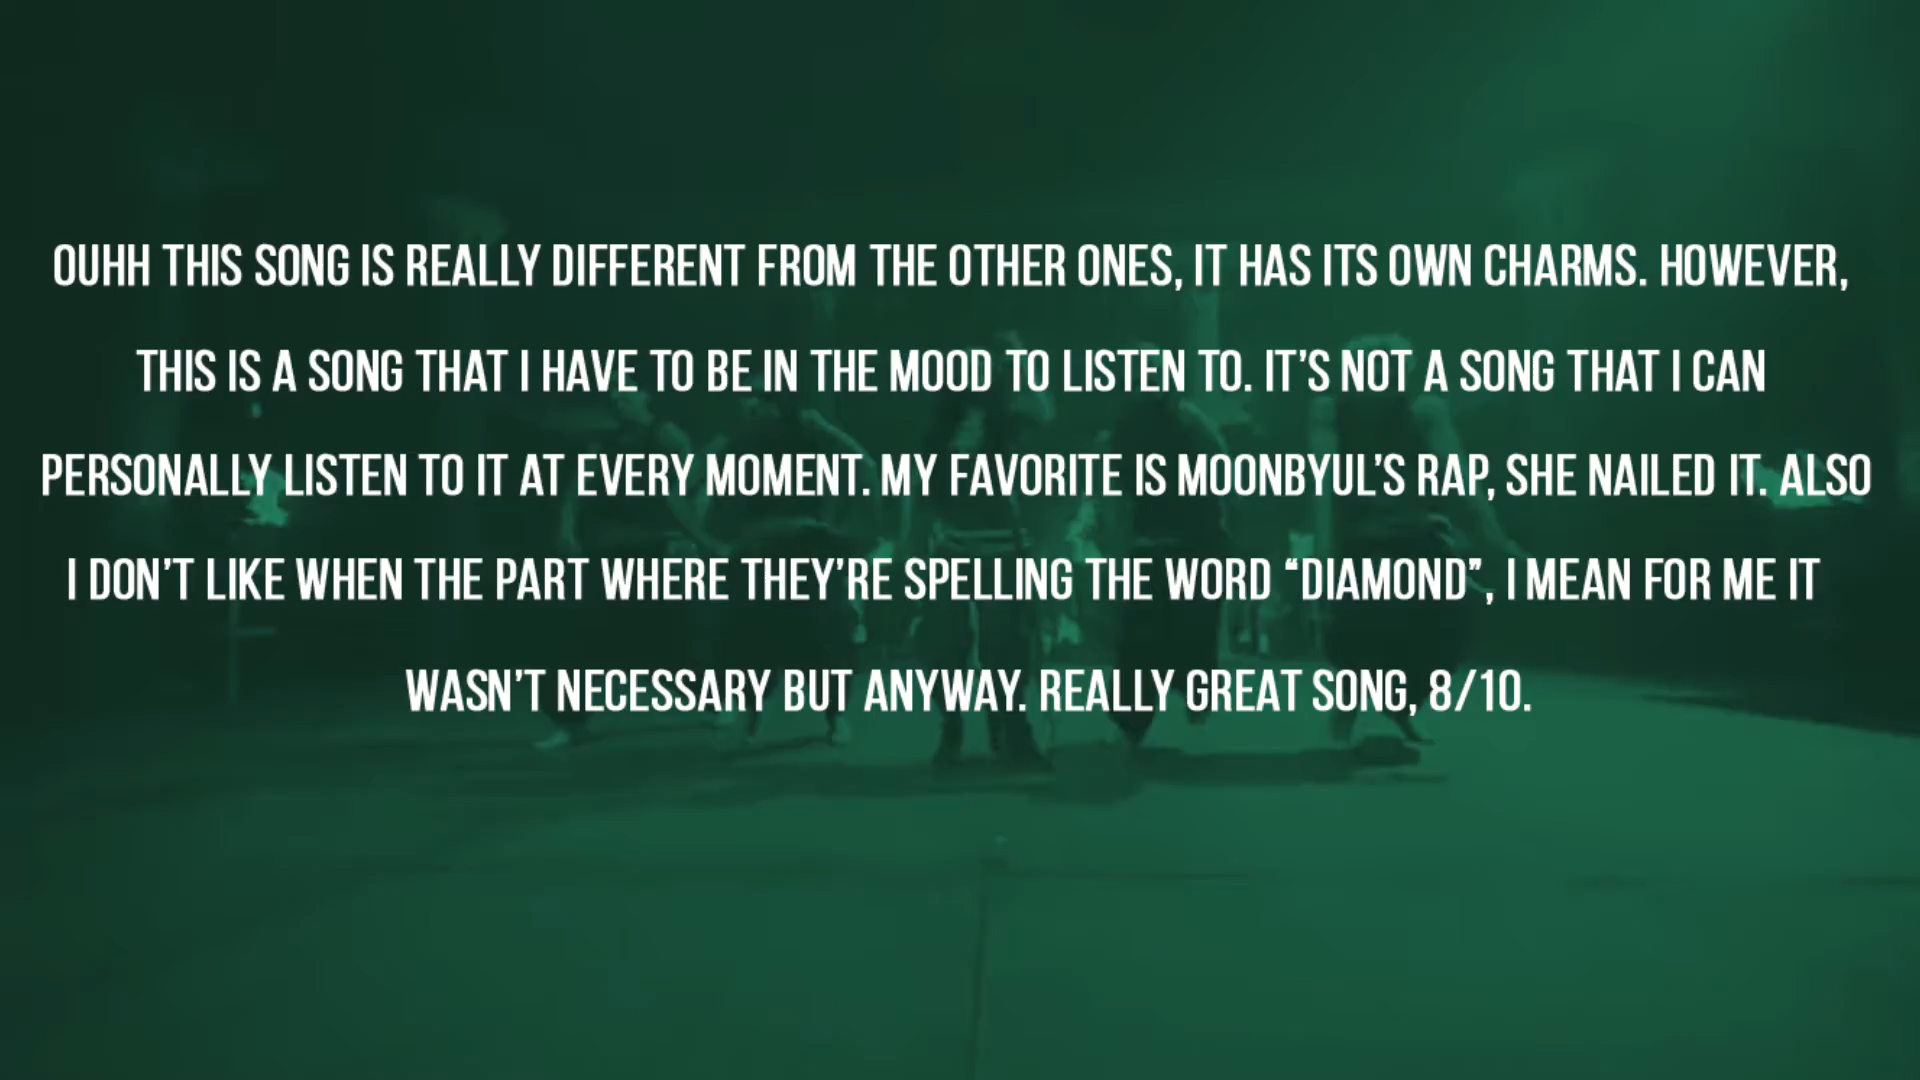 OUHH THIS SONG IS REALLY DIFFERENT FROM THE OTHER ONES, IT HAS ITS OWN CHARMS. HOWEVER,
THIS IS A SONG THAT I HAVE TO BE IN THE MOOD TO LISTEN TO. IT’S NOT A SONG THAT I CAN
PERSONALLY LISTEN TO IT AT EVERY MOMENT. MY FAVORITE IS MOONBYUL’S RAP, SHE NAILED IT. ALSO
I DON’T LIKE WHEN THE PART WHERE THEY’RE SPELLING THE WORD “DIAMOND”, I MEAN FOR ME IT
WASN’T NECESSARY BUT ANYWAY. REALLY GREAT SONG, 8/10.